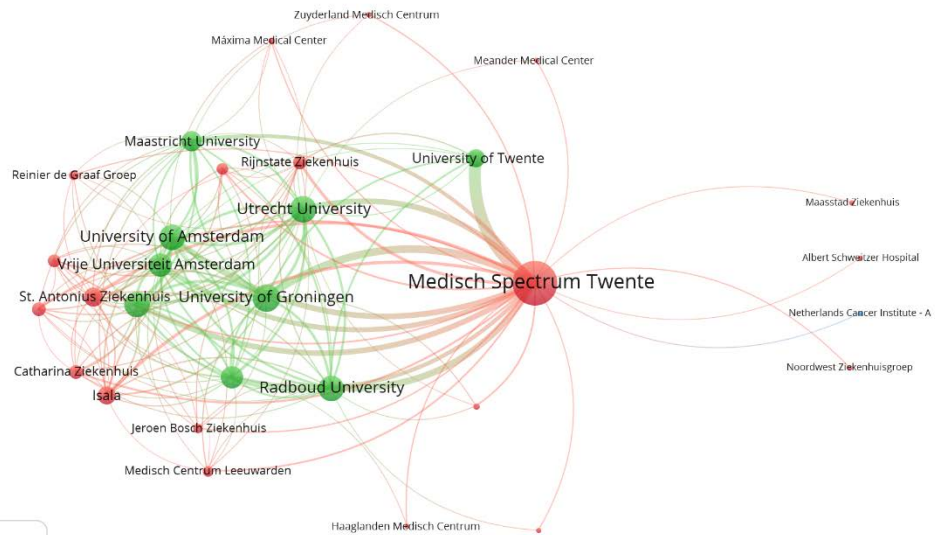 Zuyderland Medisch Centrum
Máxima Medical Center
Meander Medical Center
Maastricht University
University of Twente
Rijnstate Ziekenhuis
Reinier de Graaf Groep
Maasstad Ziekenhuis
Utrecht University
University of Amsterdam
Albert Schweitzer Hospital
Vrije Universiteit Amsterdam
Medisch Spectrum Twente
St. Antonius Ziekenhuis
University of Groningen
Netherlands Cancer Institute - A
Noordwest Ziekenhuisgroep
Catharina Ziekenhuis
Radboud University
Isala
Jeroen Bosch Ziekenhuis
Medisch Centrum Leeuwarden
Haaglanden Medisch Centrum